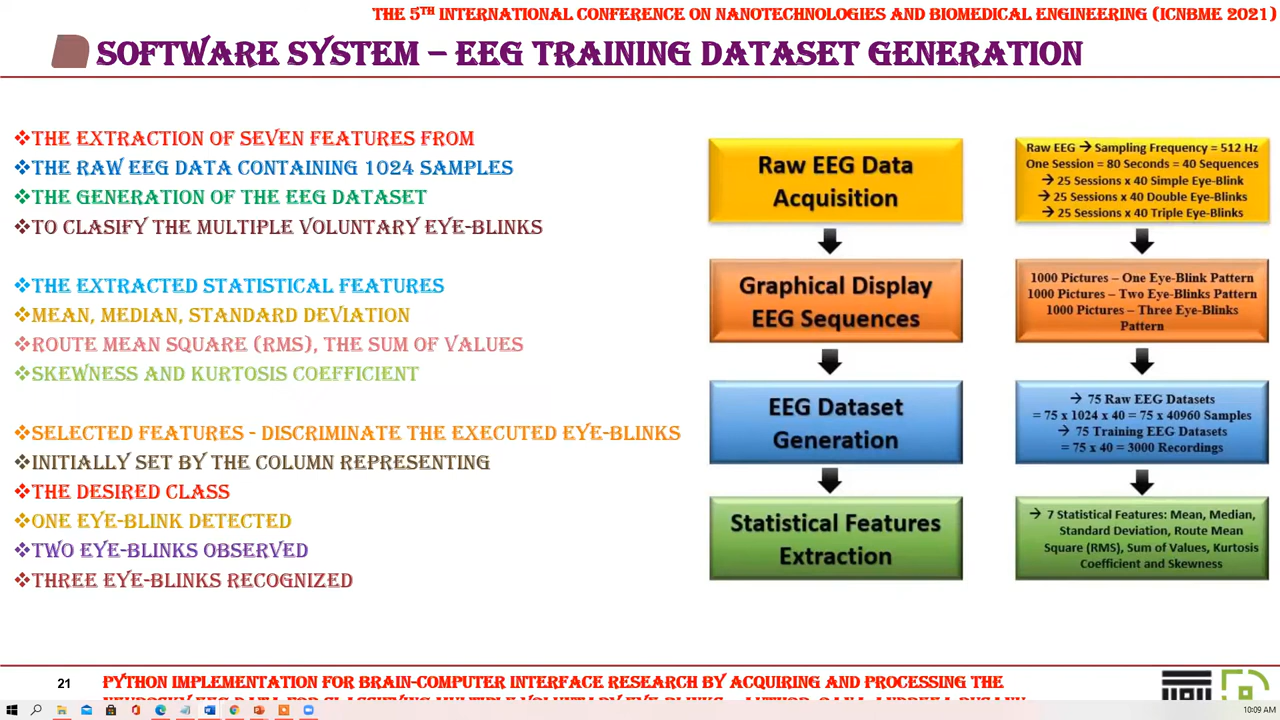 THE 5TH INTERNATIONAL CONFERENCE ON NANOTECHNOLOGIES AND BIOMEDICAL ENGINEERING (ICNBME 2021)
SOFTWARE SYSTEM – EEG TRAINING DATASET GENERATION
❖THE EXTRACTION OF SEVEN FEATURES FROM
❖THE RAW EEG DATA CONTAINING 1024 SAMPLES
❖THE GENERATION OF THE EEG DATASET
❖TO CLASIFY THE MULTIPLE VOLUNTARY EYE-BLINKS
❖THE EXTRACTED STATISTICAL FEATURES
❖MEAN, MEDIAN, STANDARD DEVIATION
❖ROUTE MEAN SQUARE (RMS), THE SUM OF VALUES
❖SKEWNESS AND KURTOSIS COEFFICIENT
❖SELECTED FEATURES - DISCRIMINATE THE EXECUTED EYE-BLINKS
❖INITIALLY SET BY THE COLUMN REPRESENTING
❖THE DESIRED CLASS
❖ONE EYE-BLINK DETECTED
❖TWO EYE-BLINKS OBSERVED
❖THREE EYE-BLINKS RECOGNIZED
Raw EEG Data
Acquisition
Raw EEG → Sampling Frequency = 512 Hz
One Session = 80 Seconds = 40 Sequences
→ 25 Sessions x 40 Simple Eye-Blink
→ 25 Sessions x 40 Double Eye-Blinks
→ 25 Sessions x 40 Triple Eye-Blinks
Graphical Display
EEG Sequences
1000 Pictures – One Eye-Blink Pattern
1000 Pictures – Two Eye-Blinks Pattern
1000 Pictures – Three Eye-Blinks
Pattern
EEG Dataset
Generation
→ 75 Raw EEG Datasets
= 75 x 1024 x 40 = 75 x 40960 Samples
→ 75 Training EEG Datasets
= 75 x 40 = 3000 Recordings
Statistical Features
Extraction
→ 7 Statistical Features: Mean, Median,
Standard Deviation, Route Mean
Square (RMS), Sum of Values, Kurtosis
Coefficient and Skewness
21
PYTHON IMPLEMENTATION FOR BRAIN-COMPUTER INTERFACE RESEARCH BY ACQUIRING AND PROCESSING THE
10:09 AM